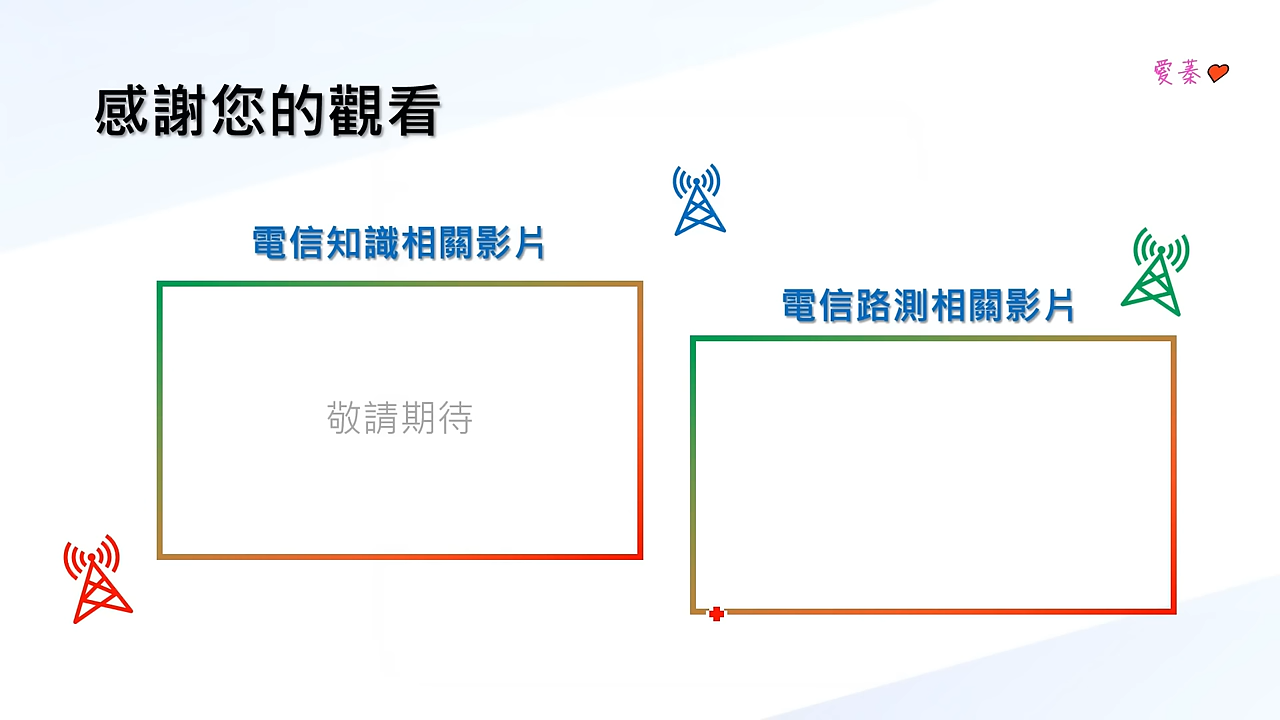 感謝您的觀看
愛蓁
電信知識相關影片
電信路測相關影片
敬請期待